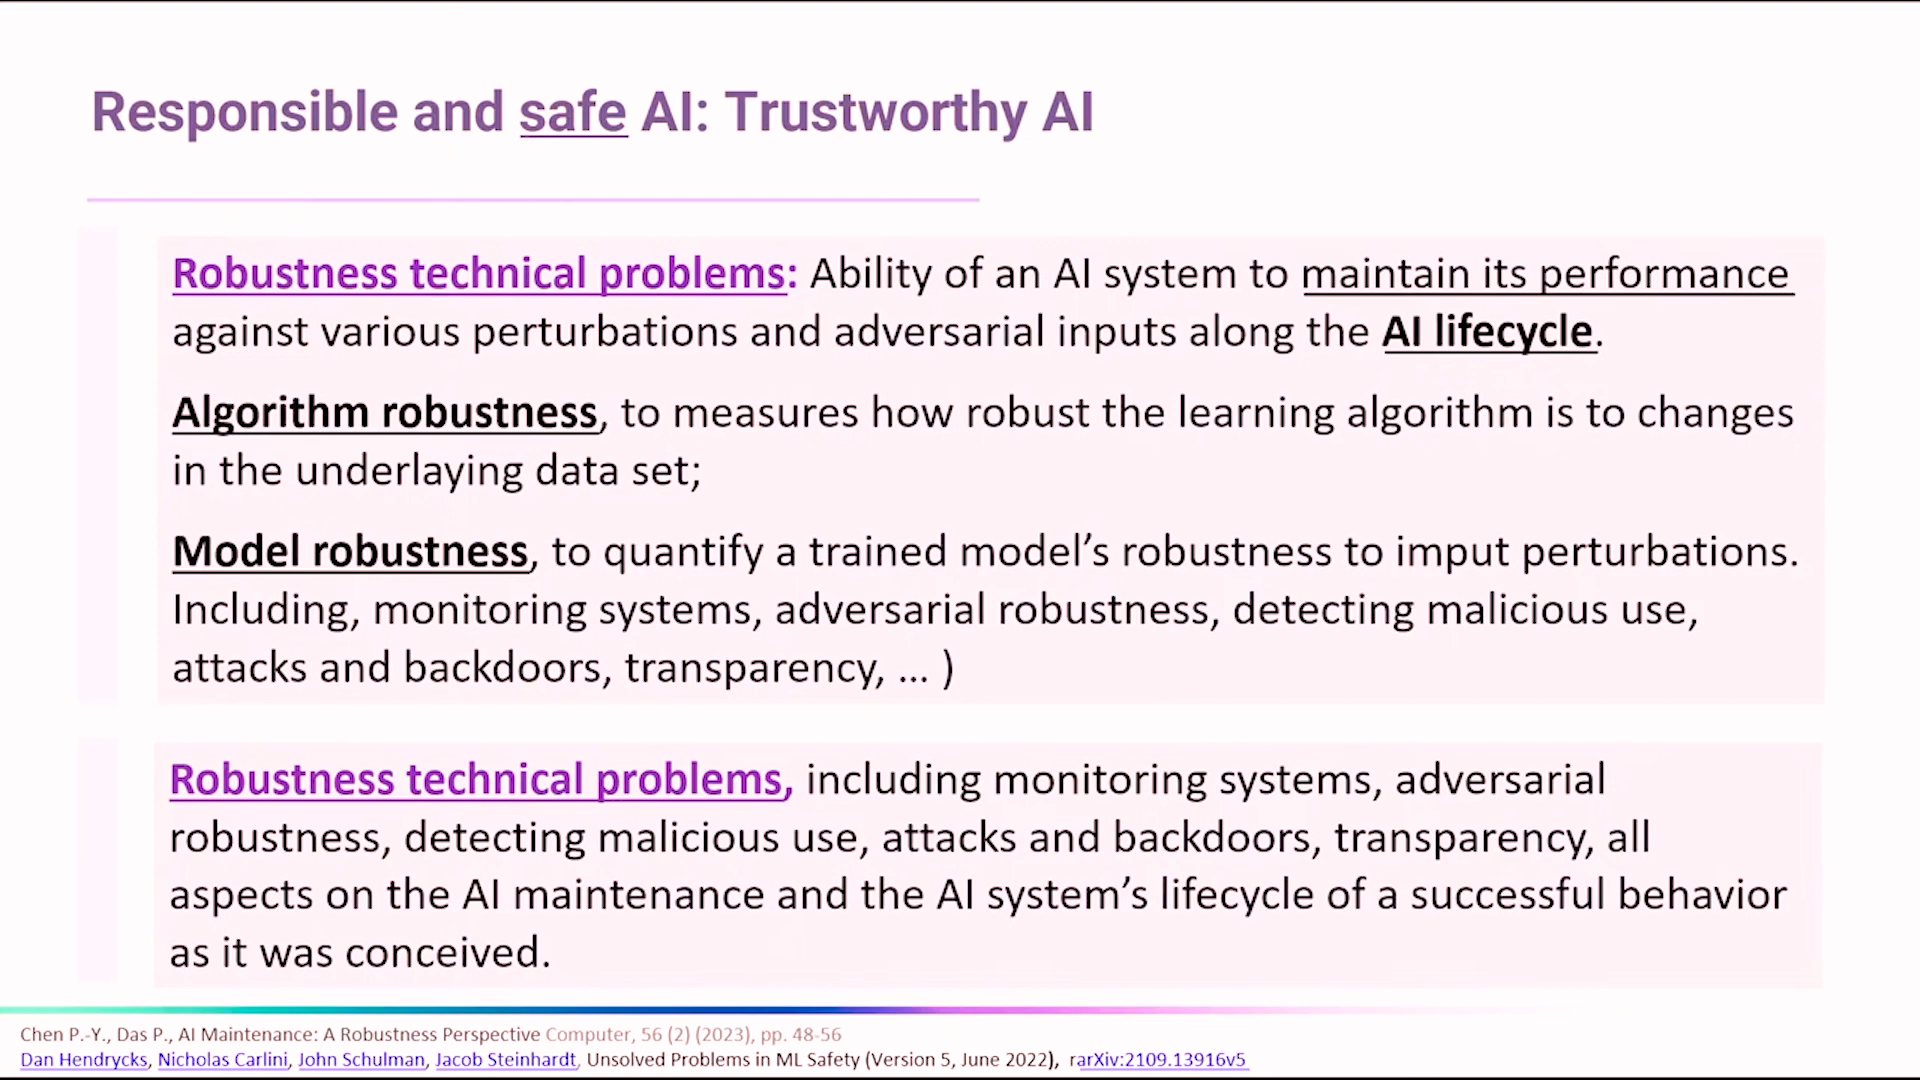 Responsible and safe AI: Trustworthy AI
Robustness technical problems: Ability of an AI system to maintain its performance
against various perturbations and adversarial inputs along the AI lifecycle.
Algorithm robustness, to measures how robust the learning algorithm is to changes
in the underlaying data set;
Model robustness, to quantify a trained model’s robustness to imput perturbations.
Including, monitoring systems, adversarial robustness, detecting malicious use,
attacks and backdoors, transparency, ... )
Robustness technical problems, including monitoring systems, adversarial
robustness, detecting malicious use, attacks and backdoors, transparency, all
aspects on the AI maintenance and the AI system’s lifecycle of a successful behavior
as it was conceived.
Chen P.-Y., Das P., AI Maintenance: A Robustness Perspective Computer, 56 (2) (2023), pp. 48-56
Dan Hendrycks, Nicholas Carlini, John Schulman, Jacob Steinhardt, Unsolved Problems in ML Safety (Version 5, June 2022), rarXiv:2109.13916v5